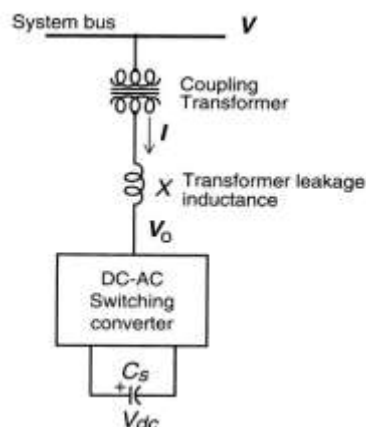 System bus
V
Coupling
Transformer
I
X
Transformer leakage
inductance
Vo
DC-AC
Switching
converter
Cs
+
Vdc